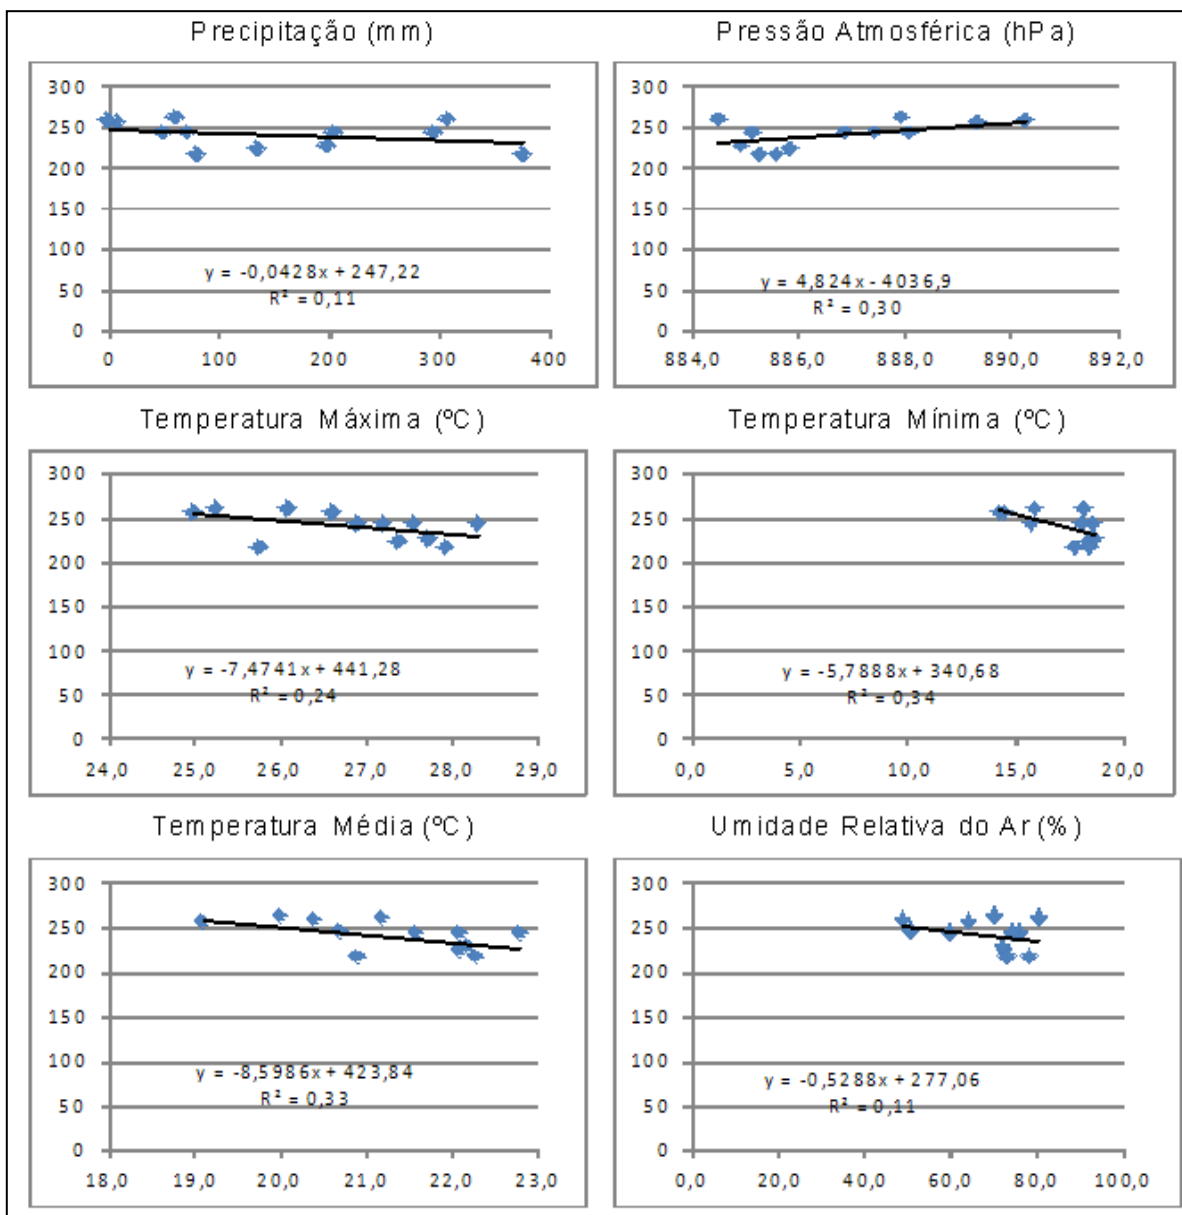 Precipitação (mm)
300
250
200
150
100
50
0
y = -0,0428x + 247,22
R² = 0,11
0 100 200 300 400
Pressão Atmosférica (hPa)
300
250
200
150
100
50
0
y = 4,824x - 4036,9
R² = 0,30
884,0 886,0 888,0 890,0 892,0
Temperatura Máxima (ºC)
300
250
200
150
100
50
0
y = -7,4741x + 441,28
R² = 0,24
24,0 25,0 26,0 27,0 28,0 29,0
Temperatura Mínima (ºC)
300
250
200
150
100
50
0
y = -5,7888x + 340,68
R² = 0,34
0,0 5,0 10,0 15,0 20,0
Temperatura Média (ºC)
300
250
200
150
100
50
0
y = -8,5986x + 423,84
R² = 0,33
18,0 19,0 20,0 21,0 22,0 23,0
Umidade Relativa do Ar (%)
300
250
200
150
100
50
0
y = -0,5288x + 277,06
R² = 0,11
0,0 20,0 40,0 60,0 80,0 100,0